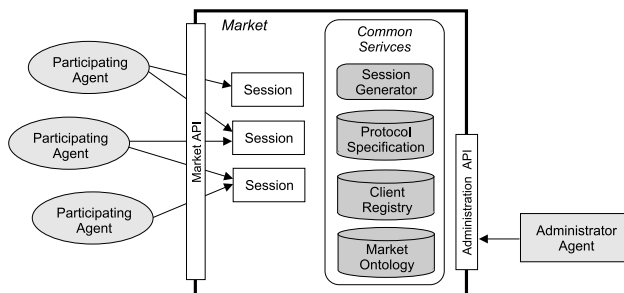 Market
Common
Serivces
Participating
Agent
Session
Session
Generator
Participating
Agent
Session
Protocol
Specification
Market API
Session
Client
Registry
Participating
Agent
Administration API
Administrator
Agent
Market
Ontology